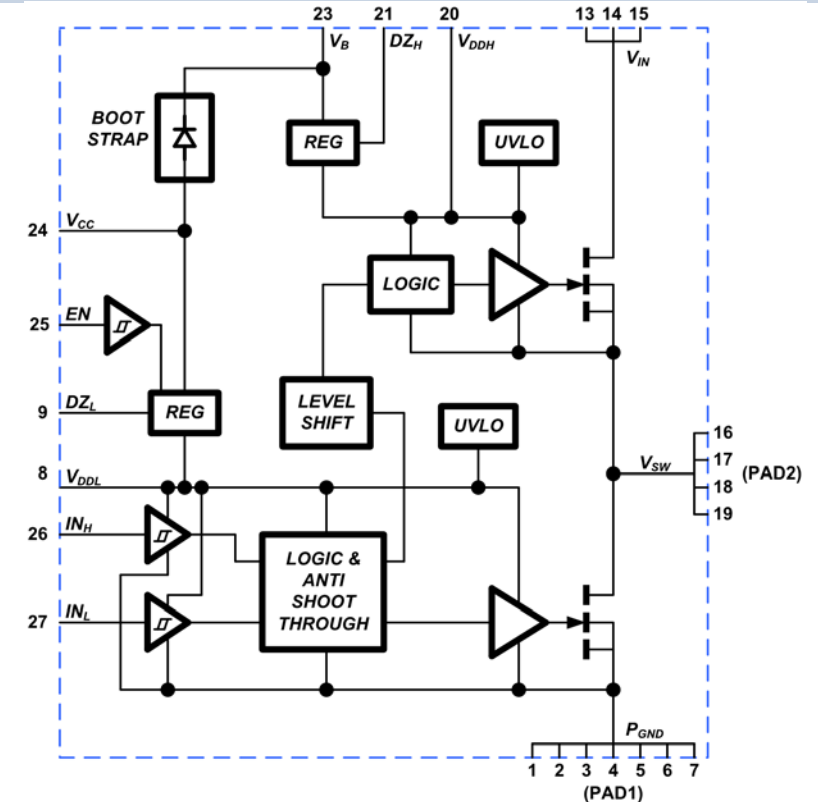 23 21 20 13 14 15
V_B DZ_H V_DDH
V_IN
BOOT
STRAP
REG UVLO
24 V_CC
LOGIC
25 EN
9 DZ_L REG
LEVEL
SHIFT
UVLO
16
17
18
19
V_SW
(PAD2)
8 V_DDL
26 IN_H
LOGIC &
ANTI
SHOOT
THROUGH
27 IN_L
P_GND
1 2 3 4 5 6 7
(PAD1)